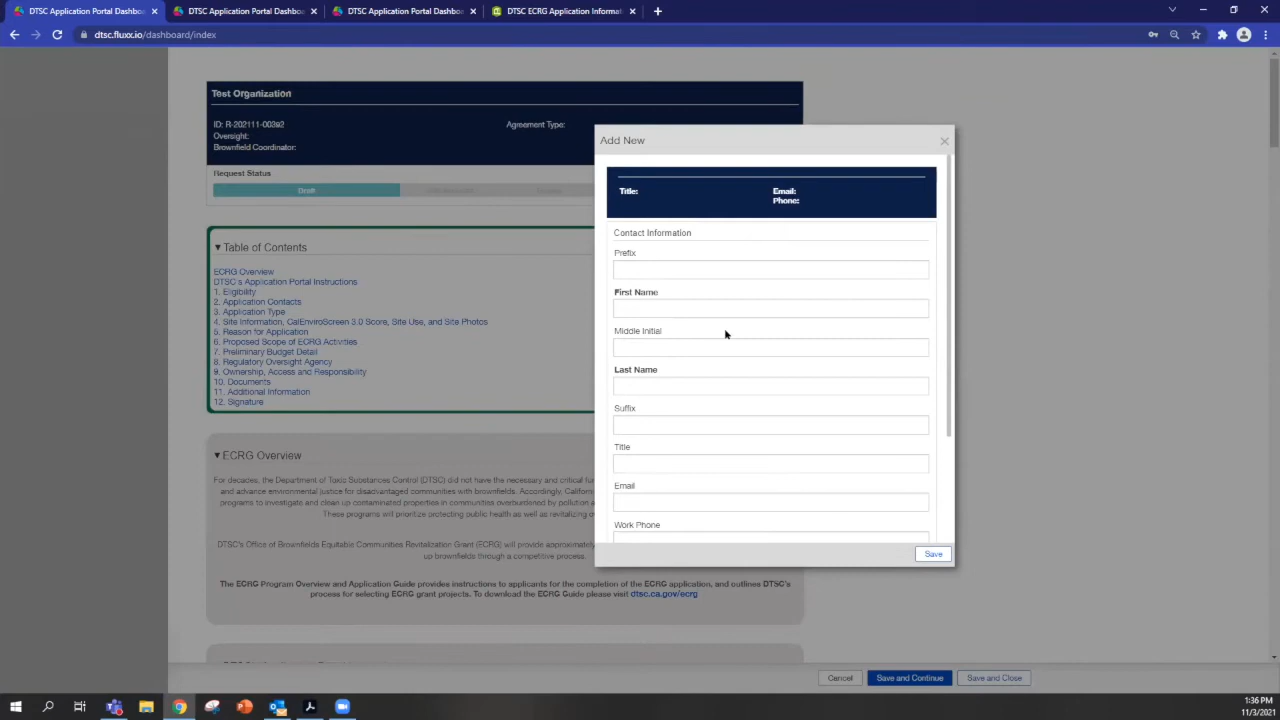 DTSC Application Portal Dashbo
DTSC Application Portal Dashbo
DTSC Application Portal Dashbo
DTSC ECRG Application Informat
dtsc.fluxx.io/dashboard/index
Test Organization
ID: R-202111-00392
Agreement Type:
Oversight:
Brownfield Coordinator:
Request Status
Draft
Table of Contents
ECRG Overview
DTSC's Application Portal Instructions
1. Eligibility
2. Application Contacts
3. Application Type
4. Site Information, CalEnviroScreen 3.0 Score, Site Use, and Site Photos
5. Reason for Application
6. Proposed Scope of ECRG Activities
7. Preliminary Budget Detail
8. Regulatory Oversight Agency
9. Ownership, Access and Responsibility
10. Documents
11. Additional Information
12. Signature
ECRG Overview
For decades, the Department of Toxic Substances Control (DTSC) did not have the necessary and critical fu
and advance environmental justice for disadvantaged communities with brownfields. Accordingly, Californi
programs to investigate and clean up contaminated properties in communities overburdened by pollution a
These programs will prioritize protecting public health as well as revitalizing
DTSC's Office of Brownfields Equitable Communities Revitalization Grant (ECRG) will provide approximately
up brownfields through a competitive process.
The ECRG Program Overview and Application Guide provides instructions to applicants for the completion of the ECRG application, and outlines DTSC's
process for selecting ECRG grant projects. To download the ECRG Guide please visit dtsc.ca.gov/ecrg
Add New
Title:
Email:
Phone:
Contact Information
Prefix
First Name
Middle Initial
Last Name
Suffix
Title
Email
Work Phone
Save
Cancel
Save and Continue
Save and Close
1:36 PM
11/3/2021